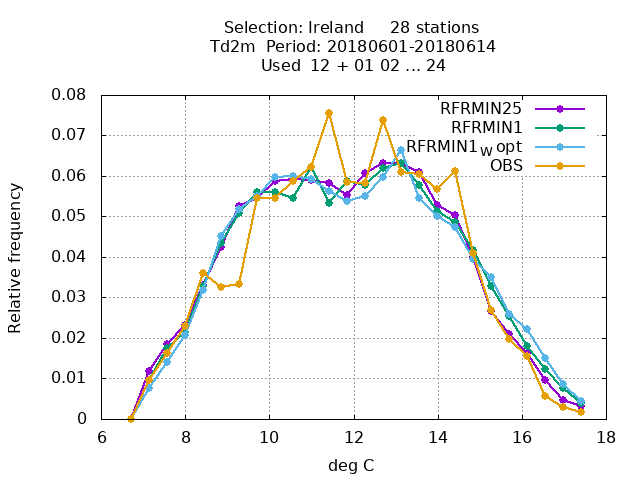 Selection: Ireland 28 stations
Td2m Period: 20180601-20180614
Used 12 + 01 02 ... 24
0.08
0.07
0.06
0.05
0.04
0.03
0.02
0.01
0
6 8 10 12 14 16 18
Relative frequency
deg C
RFRMIN25
RFRMIN1
RFRMIN1w opt
OBS